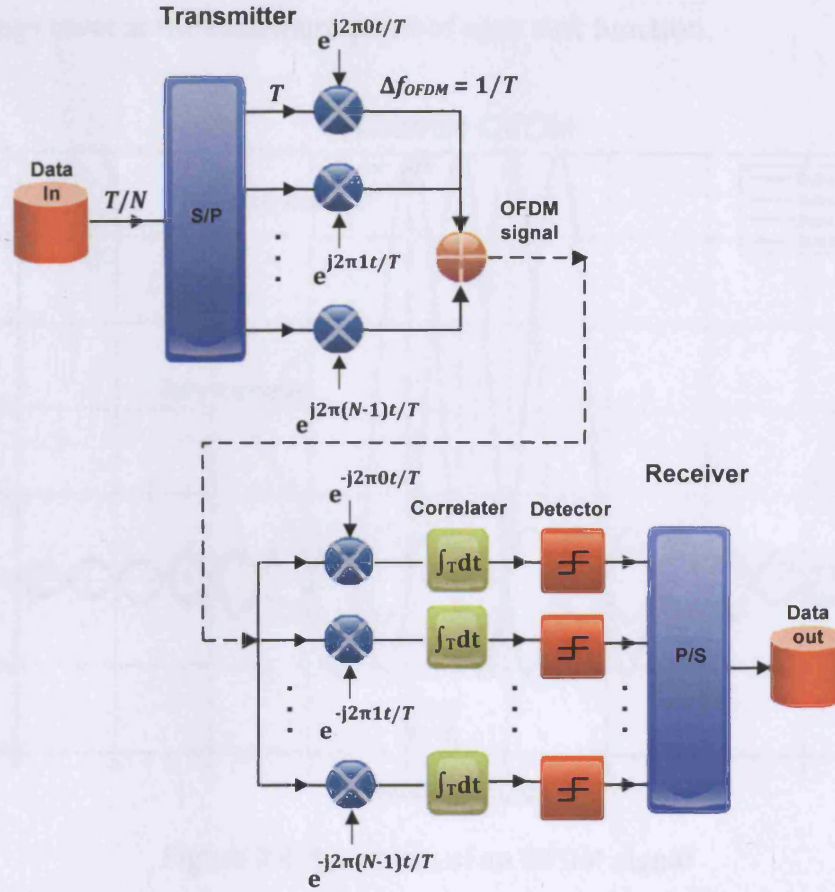 Transmitter
e^j2π0t/T
T
Δf_OFDM = 1/T
Data
In
T/N
S/P
OFDM
signal
e^j2π1t/T
e^j2π(N-1)t/T
Receiver
e^-j2π0t/T
Correlater
Detector
∫_T dt
∫_T dt
Data
out
P/S
e^-j2π1t/T
∫_T dt
e^-j2π(N-1)t/T